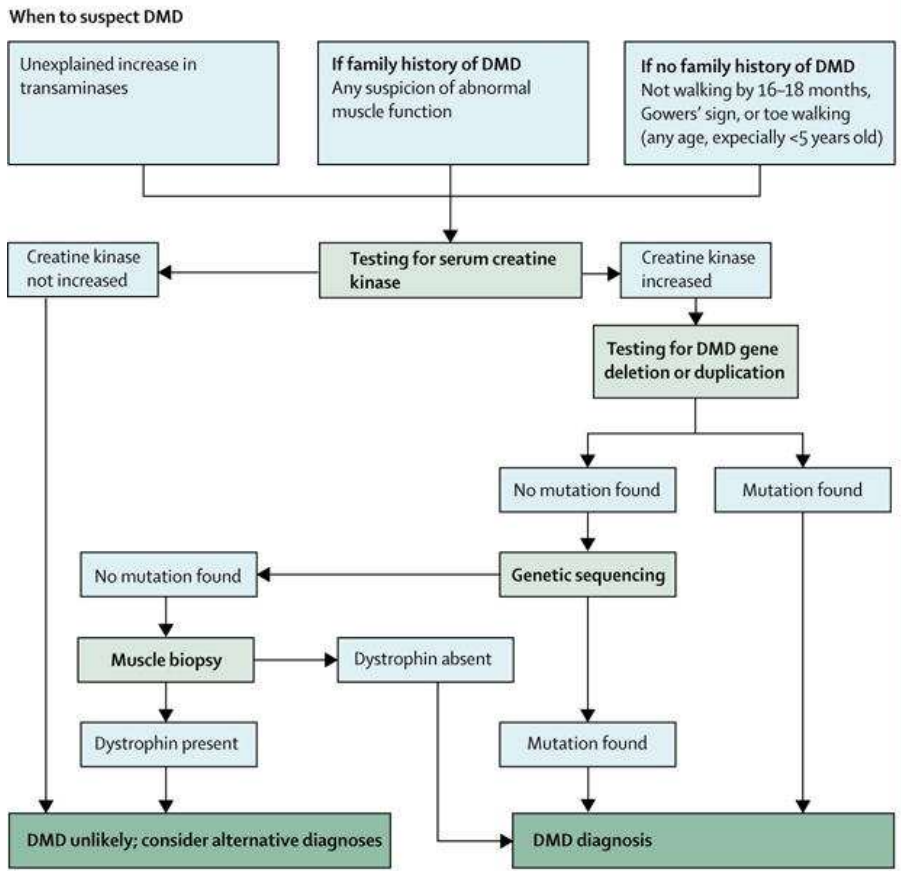 When to suspect DMD
Unexplained increase in
transaminases
If family history of DMD
Any suspicion of abnormal
muscle function
If no family history of DMD
Not walking by 16–18 months,
Gowers’ sign, or toe walking
(any age, expecially <5 years old)
Creatine kinase
not increased
Testing for serum creatine
kinase
Creatine kinase
increased
Testing for DMD gene
deletion or duplication
No mutation found
Mutation found
No mutation found
Genetic sequencing
Muscle biopsy
Dystrophin absent
Dystrophin present
Mutation found
DMD unlikely; consider alternative diagnoses
DMD diagnosis